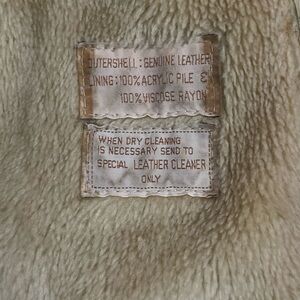 OUTERSHELL: GENUINE LEATHER
LINING: 100% ACRYLIC PILE &
100% VISCOSE RAYON
WHEN DRY CLEANING
IS NECESSARY SEND TO
SPECIAL LEATHER CLEANER
ONLY